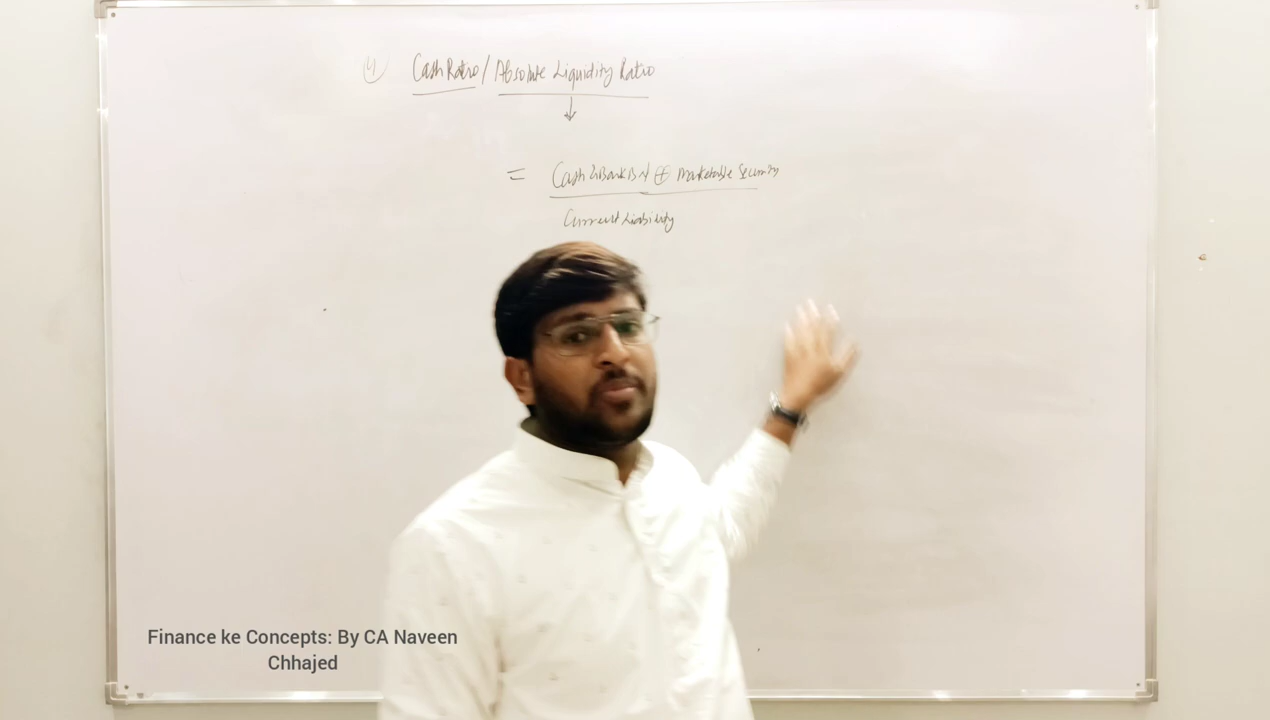 4) Cash Ratio / Absolute Liquidity Ratio
↓
= Cash & Bank Bal ⊕ Marketable Security
Current Liability
Finance ke Concepts: By CA Naveen
Chhajed